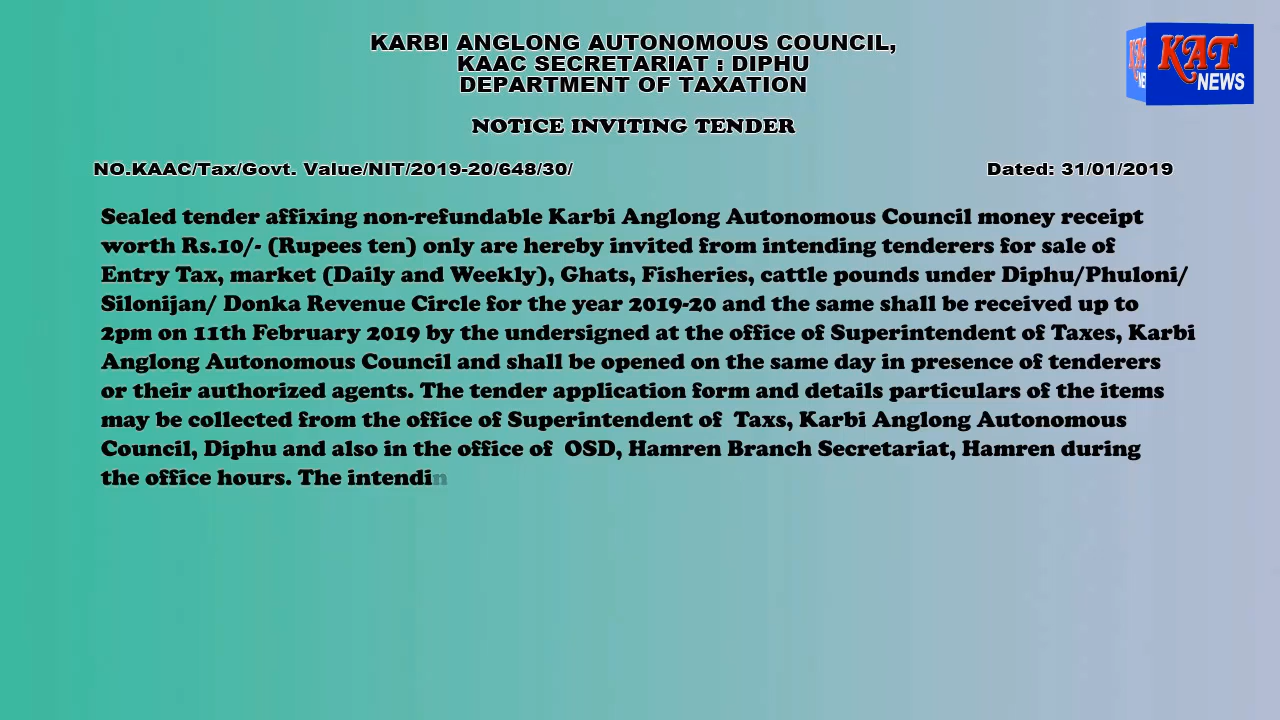 KARBI ANGLONG AUTONOMOUS COUNCIL,
KAAC SECRETARIAT : DIPHU
DEPARTMENT OF TAXATION
KAT
NEWS
NOTICE INVITING TENDER
NO.KAAC/Tax/Govt. Value/NIT/2019-20/648/30/
Dated: 31/01/2019
Sealed tender affixing non-refundable Karbi Anglong Autonomous Council money receipt
worth Rs.10/- (Rupees ten) only are hereby invited from intending tenderers for sale of
Entry Tax, market (Daily and Weekly), Ghats, Fisheries, cattle pounds under Diphu/Phuloni/
Silonijan/ Donka Revenue Circle for the year 2019-20 and the same shall be received up to
2pm on 11th February 2019 by the undersigned at the office of Superintendent of Taxes, Karbi
Anglong Autonomous Council and shall be opened on the same day in presence of tenderers
or their authorized agents. The tender application form and details particulars of the items
may be collected from the office of Superintendent of  Taxs, Karbi Anglong Autonomous
Council, Diphu and also in the office of  OSD, Hamren Branch Secretariat, Hamren during
the office hours. The intendin